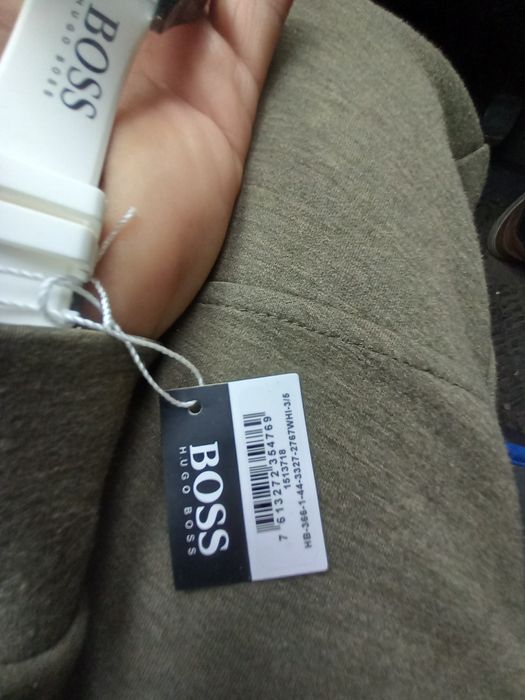 BOSS
HUGO BOSS
BOSS
HUGO BOSS
7 613272 354769
1513718
HB-366-1-44-3327-2767WHI-3/5